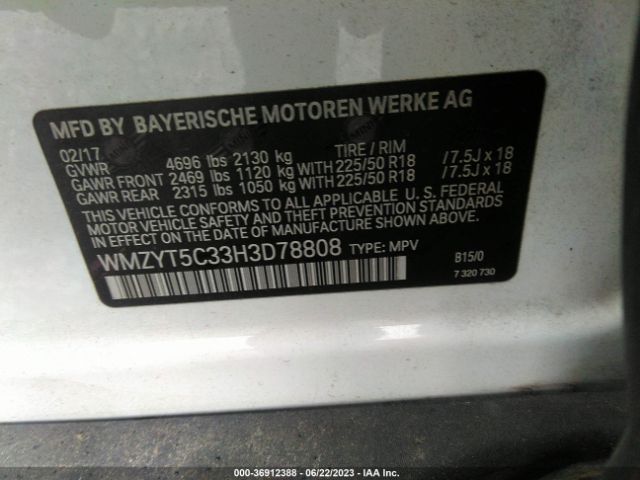 MFD BY BAYERISCHE MOTOREN WERKE AG
02/17 TIRE / RIM
GVWR 4696 lbs 2130 kg
GAWR FRONT 2469 lbs 1120 kg WITH 225/50 R18 /7.5J x 18
GAWR REAR 2315 lbs 1050 kg WITH 225/50 R18 /7.5J x 18
THIS VEHICLE CONFORMS TO ALL APPLICABLE U. S. FEDERAL
MOTOR VEHICLE SAFETY AND THEFT PREVENTION STANDARDS
IN EFFECT ON THE DATE OF MANUFACTURE SHOWN ABOVE.
WMZYT5C33H3D78808 TYPE: MPV
B15/0
7 320 730
000-36912388 - 06/22/2023 - IAA Inc.